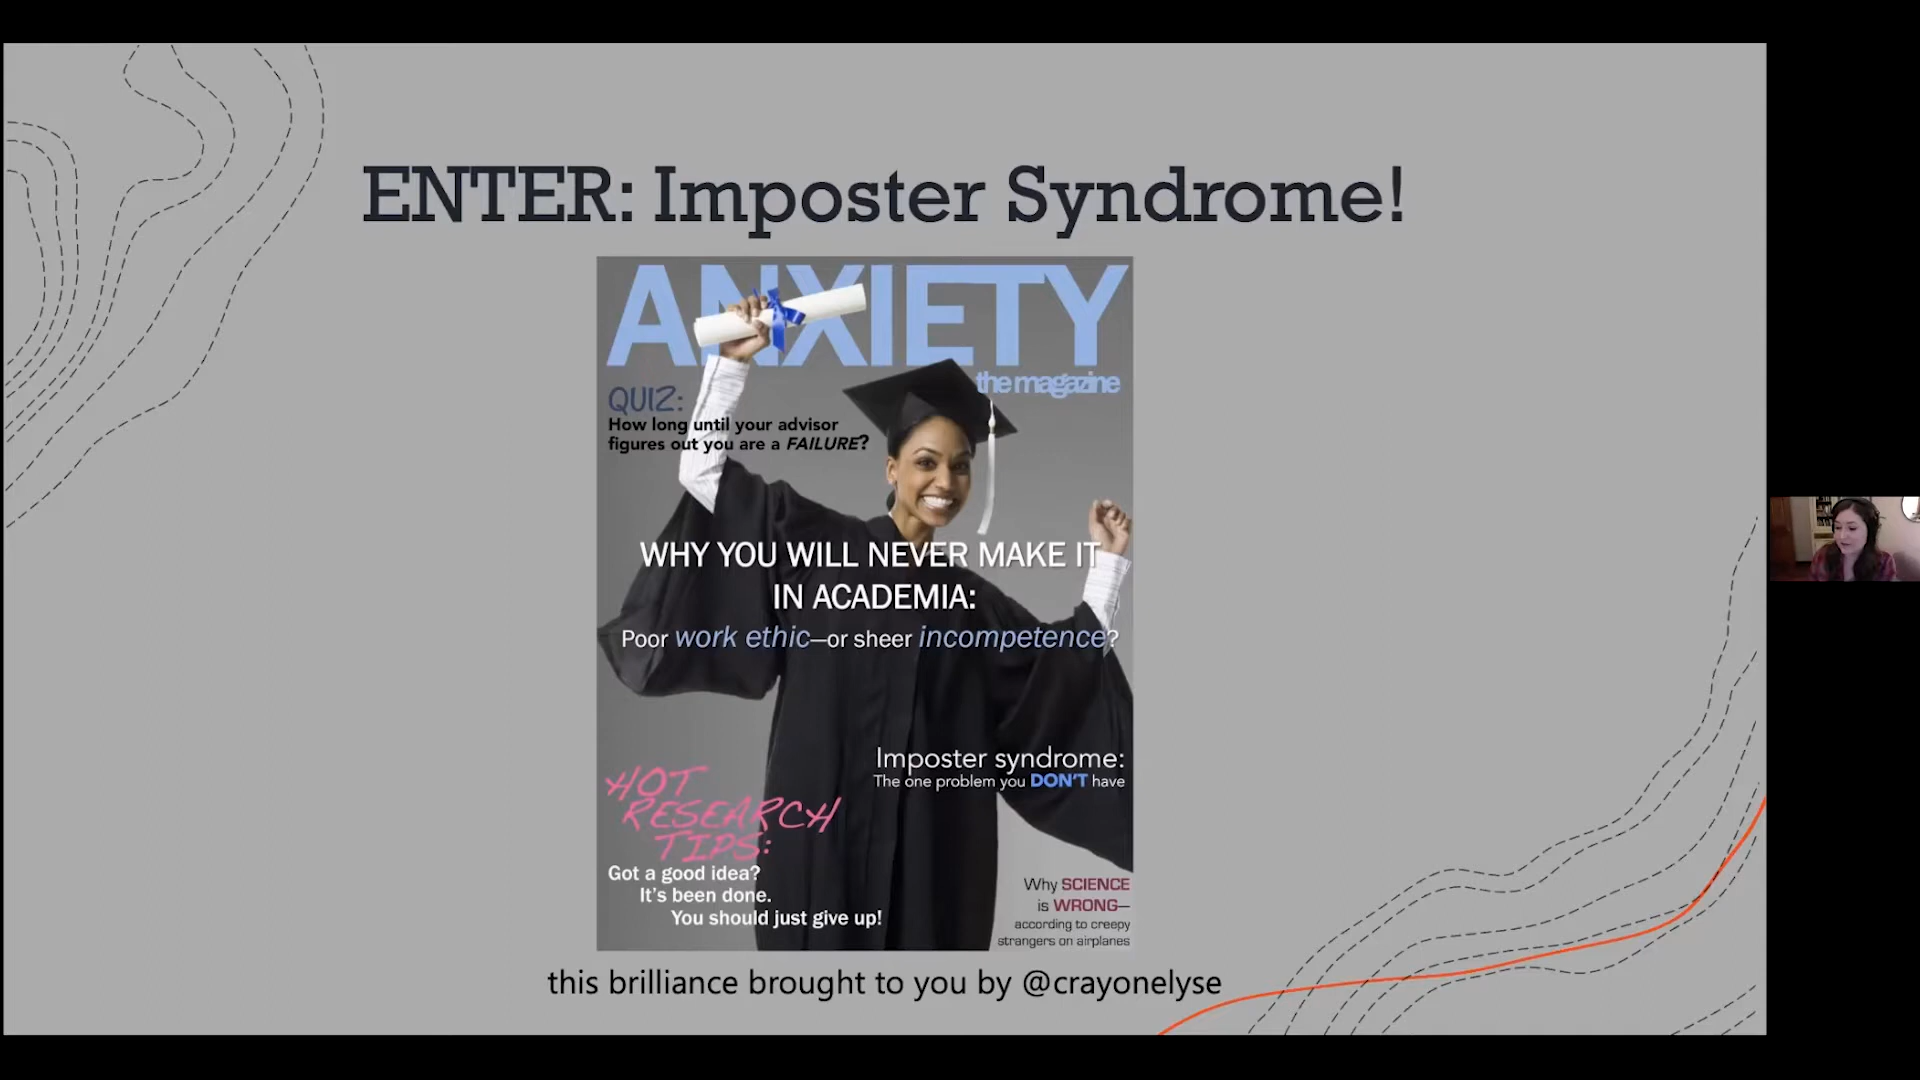 ENTER: Imposter Syndrome!
ANXIETY
the magazine
QUIZ:
How long until your advisor
figures out you are a FAILURE?
WHY YOU WILL NEVER MAKE IT
IN ACADEMIA:
Poor work ethic—or sheer incompetence?
Imposter syndrome:
The one problem you DON'T have
HOT
RESEARCH
TIPS:
Got a good idea?
It's been done.
You should just give up!
Why SCIENCE
is WRONG—
according to creepy
strangers on airplanes
this brilliance brought to you by @crayonelyse